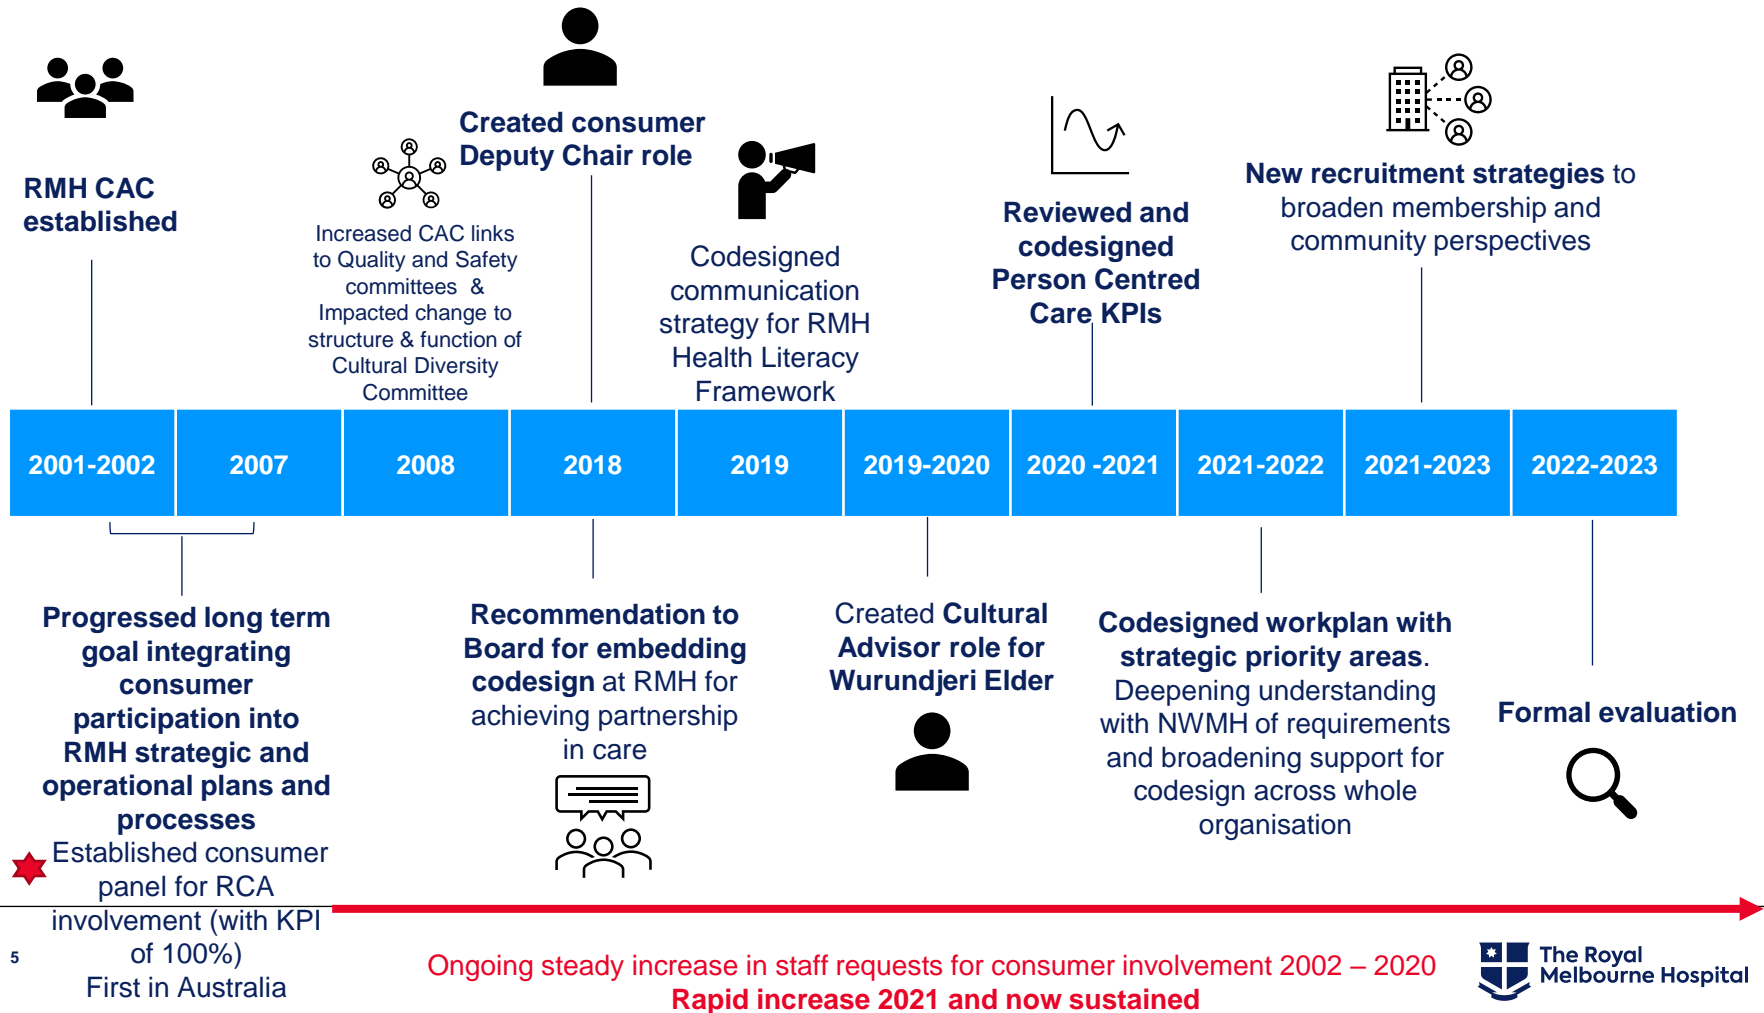 RMH CAC
established
Increased CAC links
to Quality and Safety
committees &
Impacted change to
structure & function of
Cultural Diversity
Committee
Created consumer
Deputy Chair role
Codesigned
communication
strategy for RMH
Health Literacy
Framework
Reviewed and
codesigned
Person Centred
Care KPIs
New recruitment strategies to
broaden membership and
community perspectives
2001-2002
2007
2008
2018
2019
2019-2020
2020 -2021
2021-2022
2021-2023
2022-2023
Progressed long term
goal integrating
consumer
participation into
RMH strategic and
operational plans and
processes
Established consumer
panel for RCA
involvement (with KPI
of 100%)
First in Australia
Recommendation to
Board for embedding
codesign at RMH for
achieving partnership
in care
Created Cultural
Advisor role for
Wurundjeri Elder
Codesigned workplan with
strategic priority areas.
Deepening understanding
with NWMH of requirements
and broadening support for
codesign across whole
organisation
Formal evaluation
5
Ongoing steady increase in staff requests for consumer involvement 2002 – 2020
Rapid increase 2021 and now sustained
The Royal
Melbourne Hospital